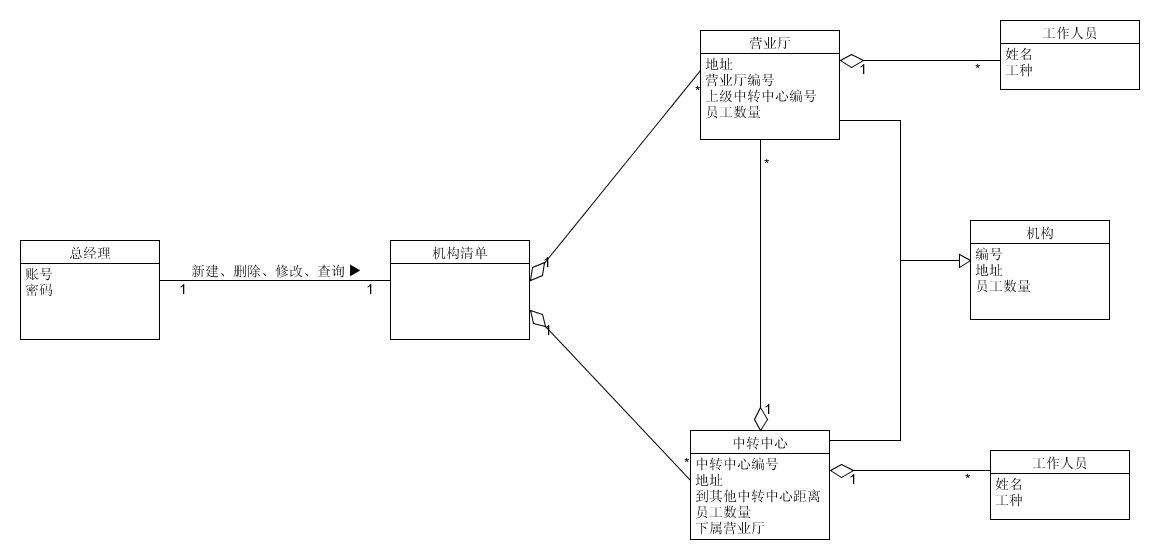 营业厅
地址
营业厅编号
上级中转中心编号
员工数量
工作人员
姓名
工种
1
*
*
*
总经理
账号
密码
新建、删除、修改、查询
1
1
机构清单
1
1
机构
编号
地址
员工数量
1
中转中心
中转中心编号
地址
到其他中转中心距离
员工数量
下属营业厅
*
1
*
工作人员
姓名
工种